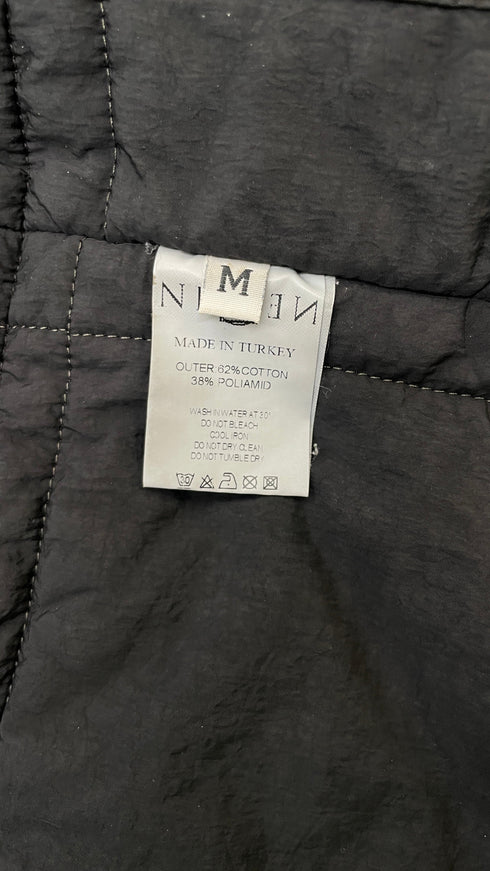 M
MADE IN TURKEY
OUTER:62%COTTON
38% POLIAMID
WASH IN WATER AT 30°
DO NOT BLEACH
COOL IRON
DO NOT DRY CLEAN
DO NOT TUMBLE DRY
30